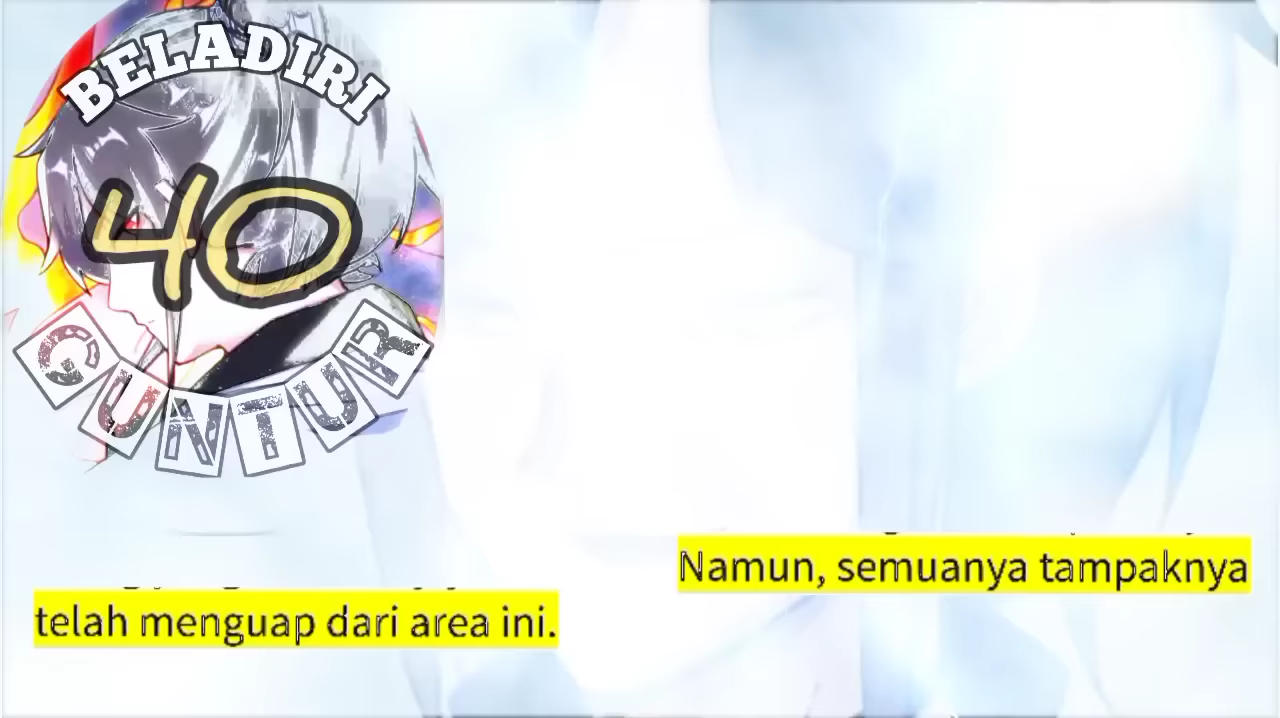 BELADIRI
40
GUNTUR
Namun, semuanya tampaknya
telah menguap dari area ini.